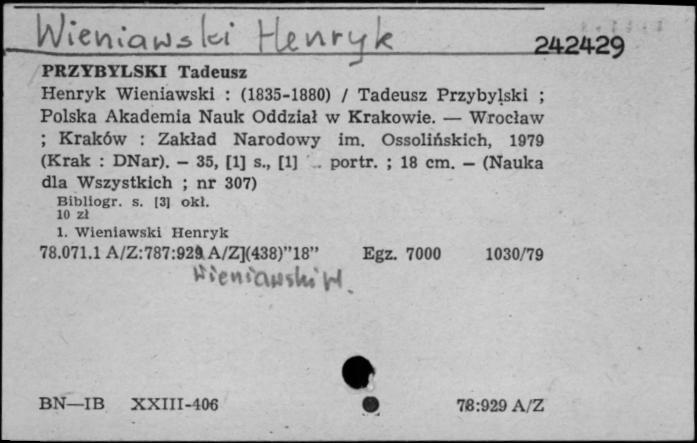 Wieniawski Henryk
242429
PRZYBYLSKI Tadeusz
Henryk Wieniawski : (1835-1880) / Tadeusz Przybylski ;
Polska Akademia Nauk Oddział w Krakowie. — Wrocław
; Kraków : Zakład Narodowy im. Ossolińskich, 1979
(Krak : DNar). — 35, [1] s., [1] portr. ; 18 cm. — (Nauka
dla Wszystkich ; nr 307)
Bibliogr. s. [3] okł.
10 zł
1. Wieniawski Henryk
78.071.1 A/Z:787:929 A/Z](438)"18" Egz. 7000 1030/79
Wieniawski H.
BN—IB XXIII-406 78:929 A/Z